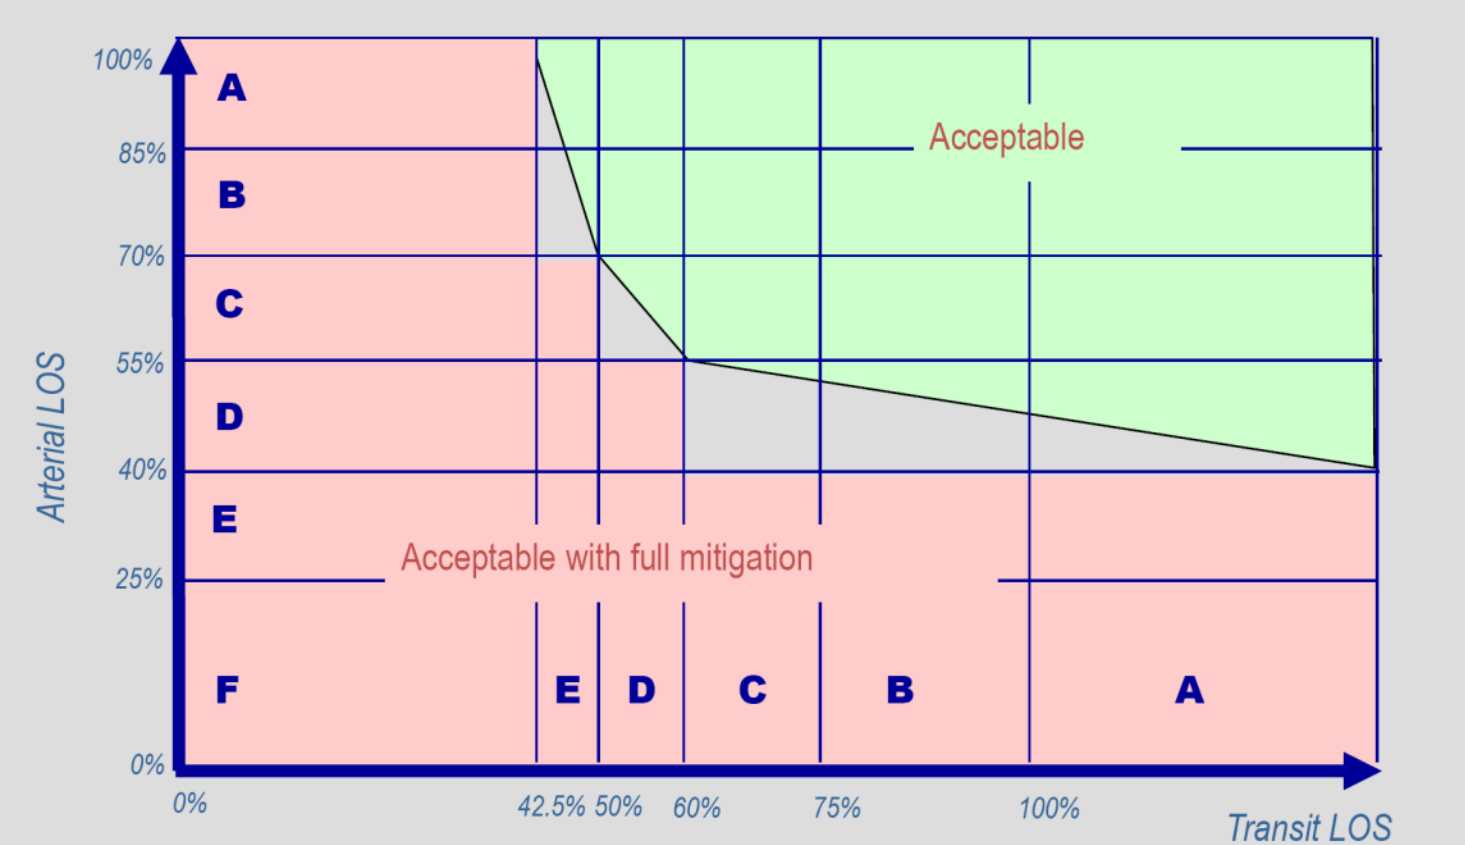 100%
A
Acceptable
85%
B
70%
C
55%
Arterial LOS
D
40%
E
Acceptable with full mitigation
25%
F E D C B A
0%
0% 42.5% 50% 60% 75% 100%
Transit LOS